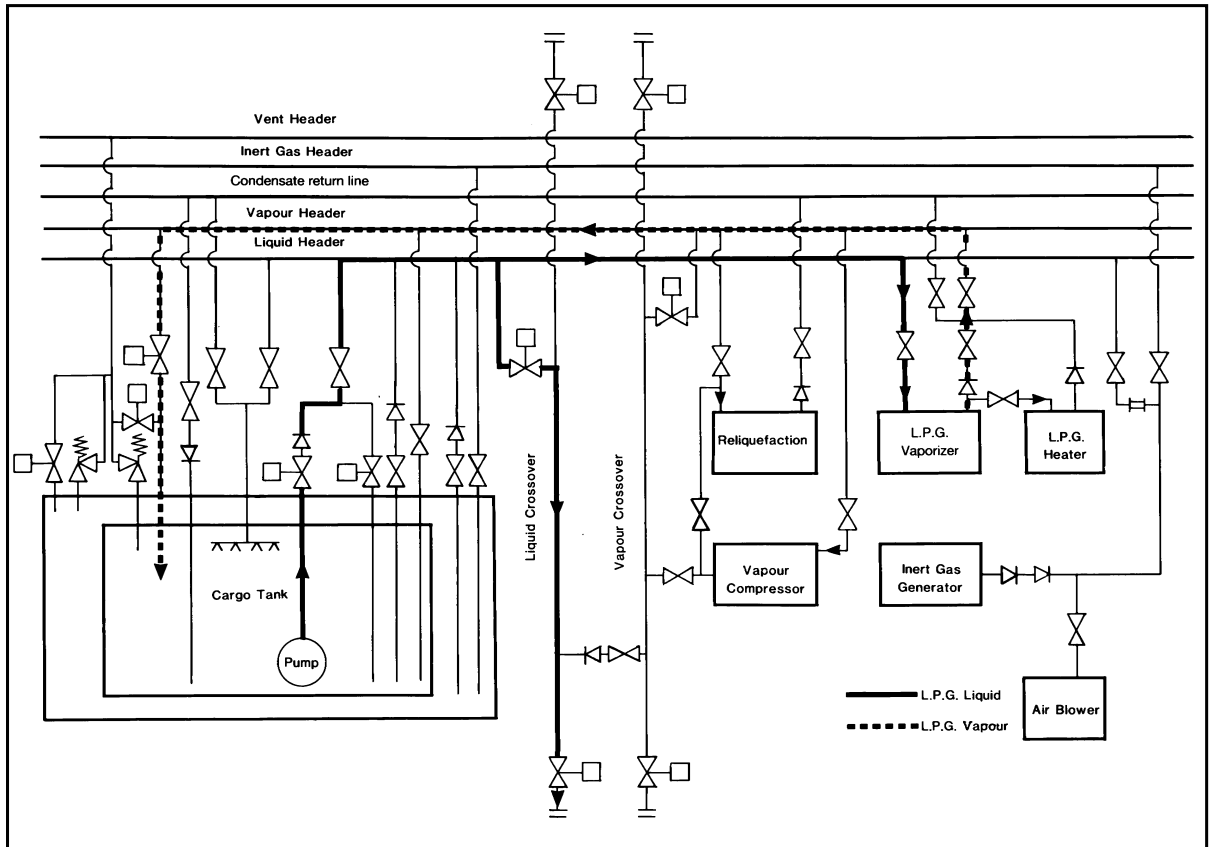 Vent Header
Inert Gas Header
Condensate return line
Vapour Header
Liquid Header
Reliquefaction
L.P.G.
Vaporizer
L.P.G.
Heater
Liquid Crossover
Vapour Crossover
Cargo Tank
Pump
Vapour
Compressor
Inert Gas
Generator
Air Blower
L.P.G. Liquid
L.P.G. Vapour